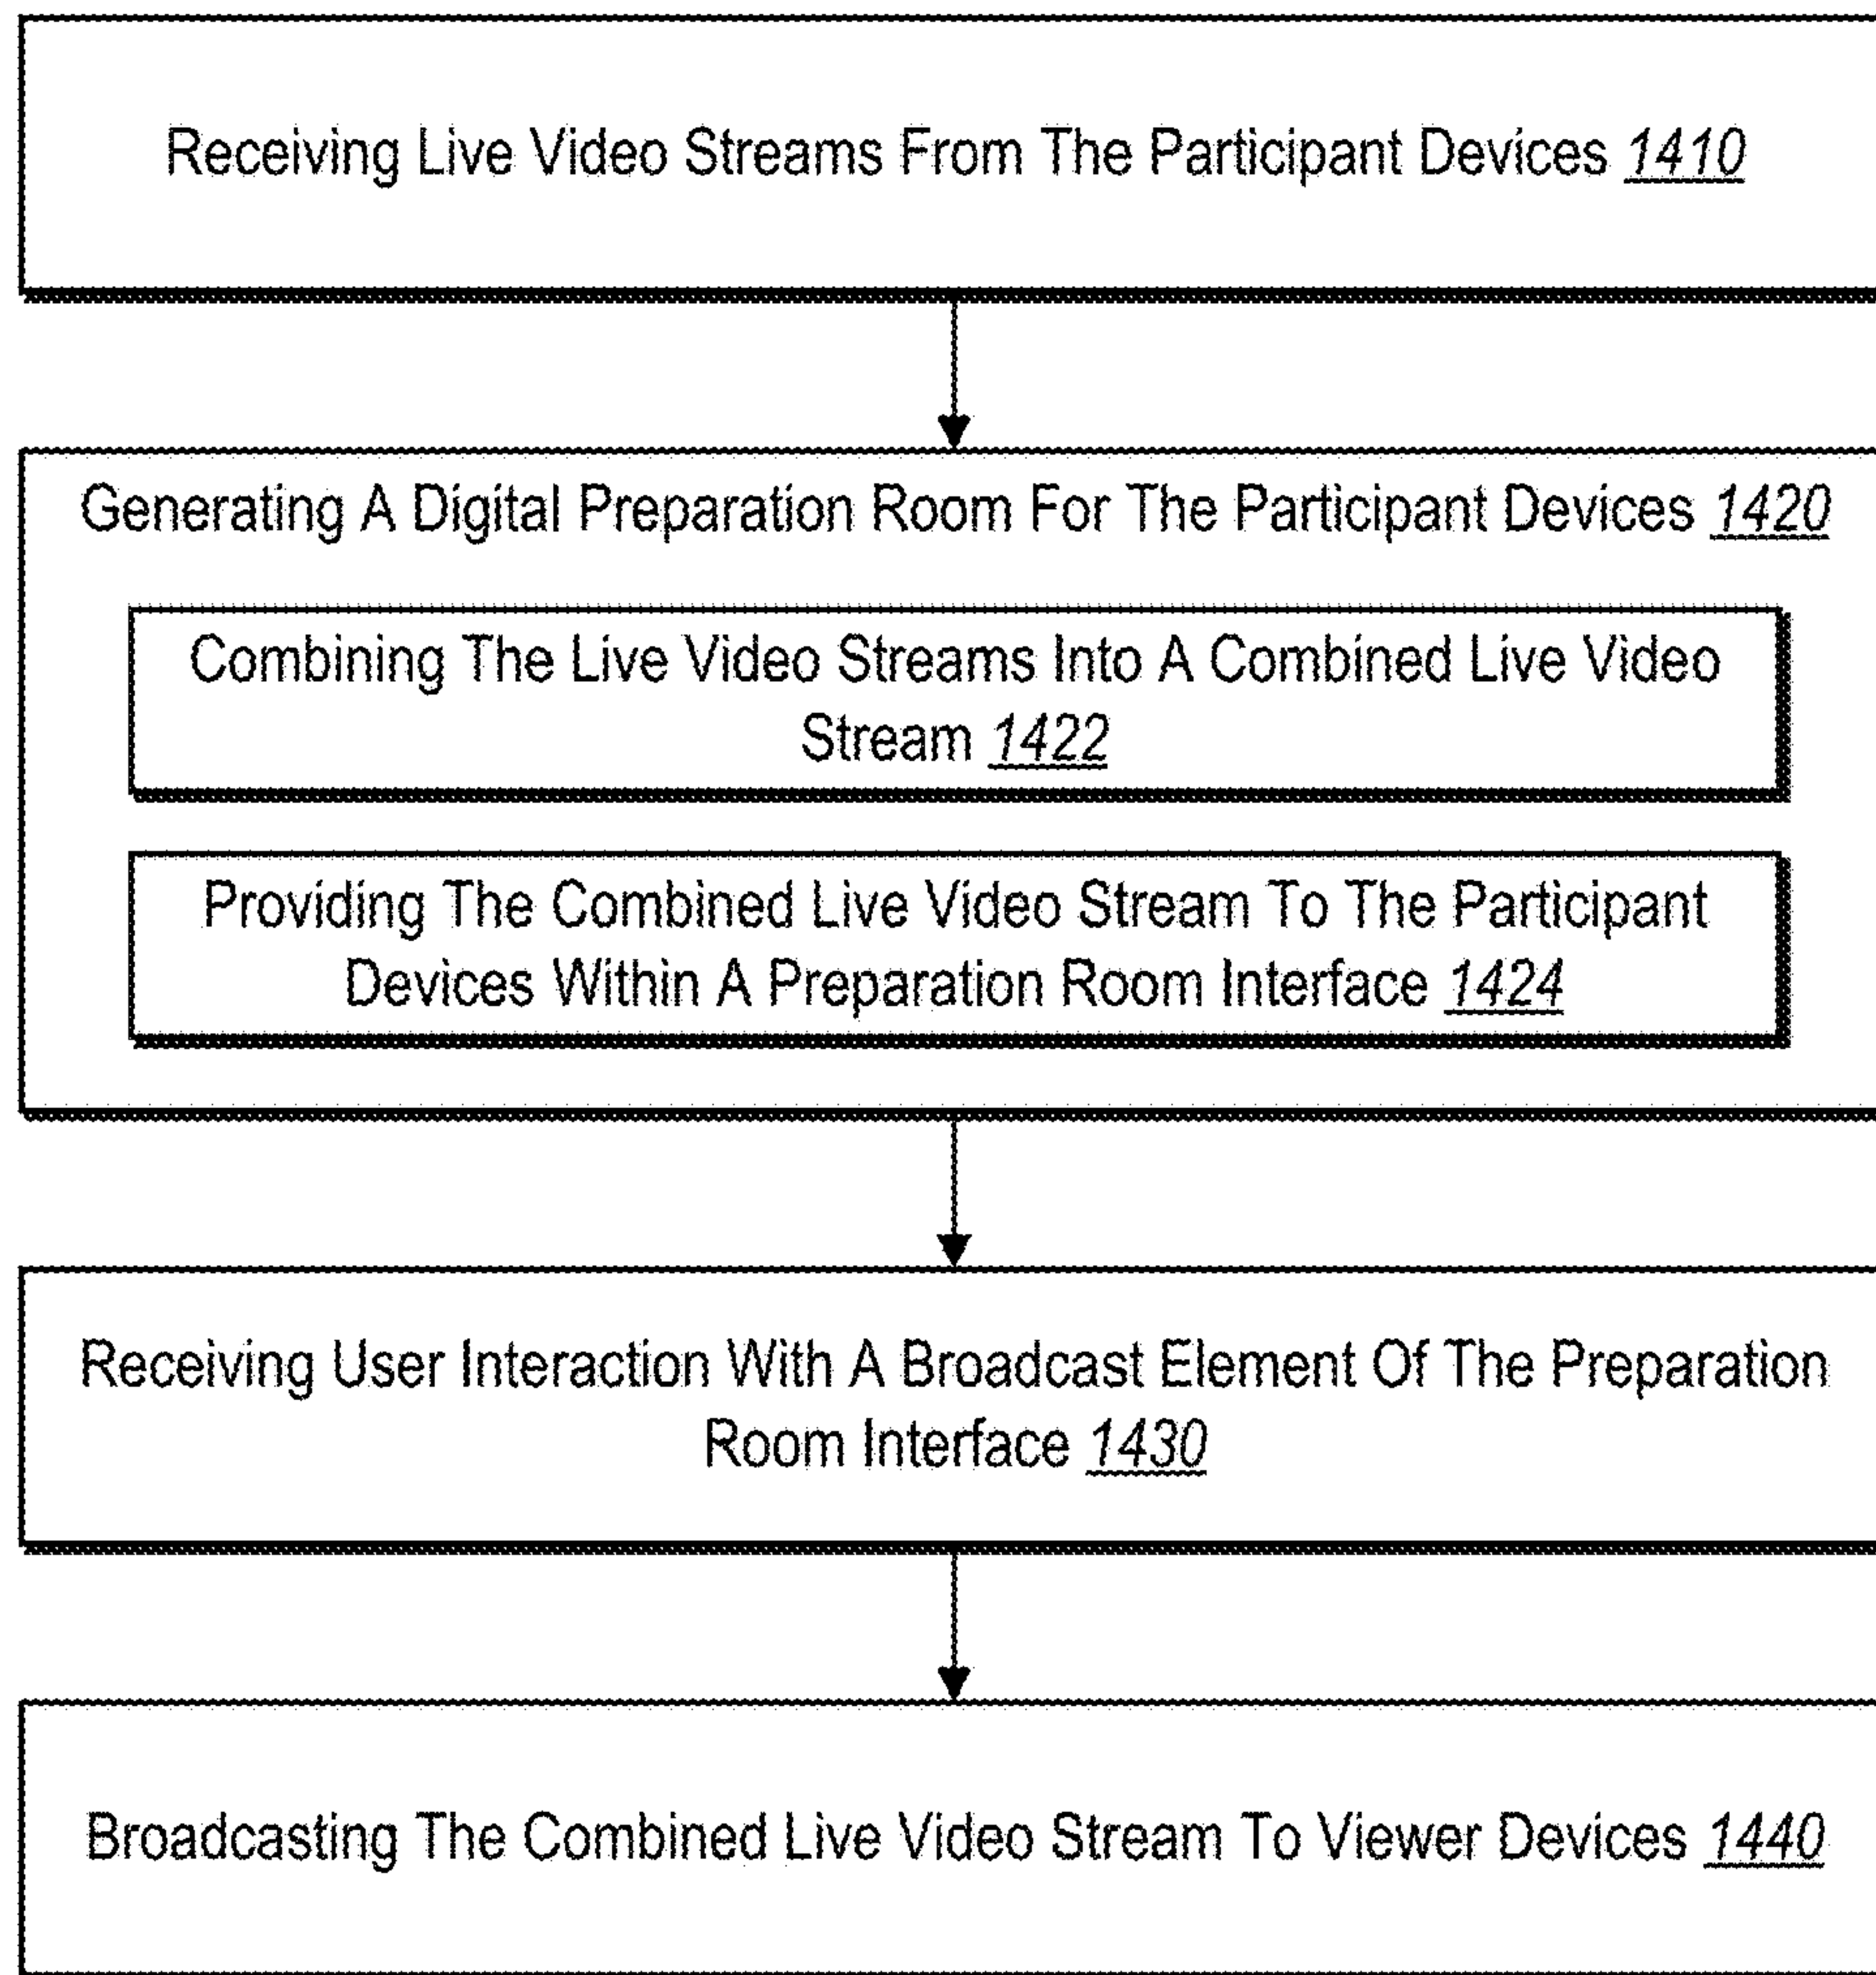 Receiving Live Video Streams From The Participant Devices 1410
Generating A Digital Preparation Room For The Participant Devices 1420
Combining The Live Video Streams Into A Combined Live Video
Stream 1422
Providing The Combined Live Video Stream To The Participant
Devices Within A Preparation Room Interface 1424
Receiving User Interaction With A Broadcast Element Of The Preparation
Room Interface 1430
Broadcasting The Combined Live Video Stream To Viewer Devices 1440